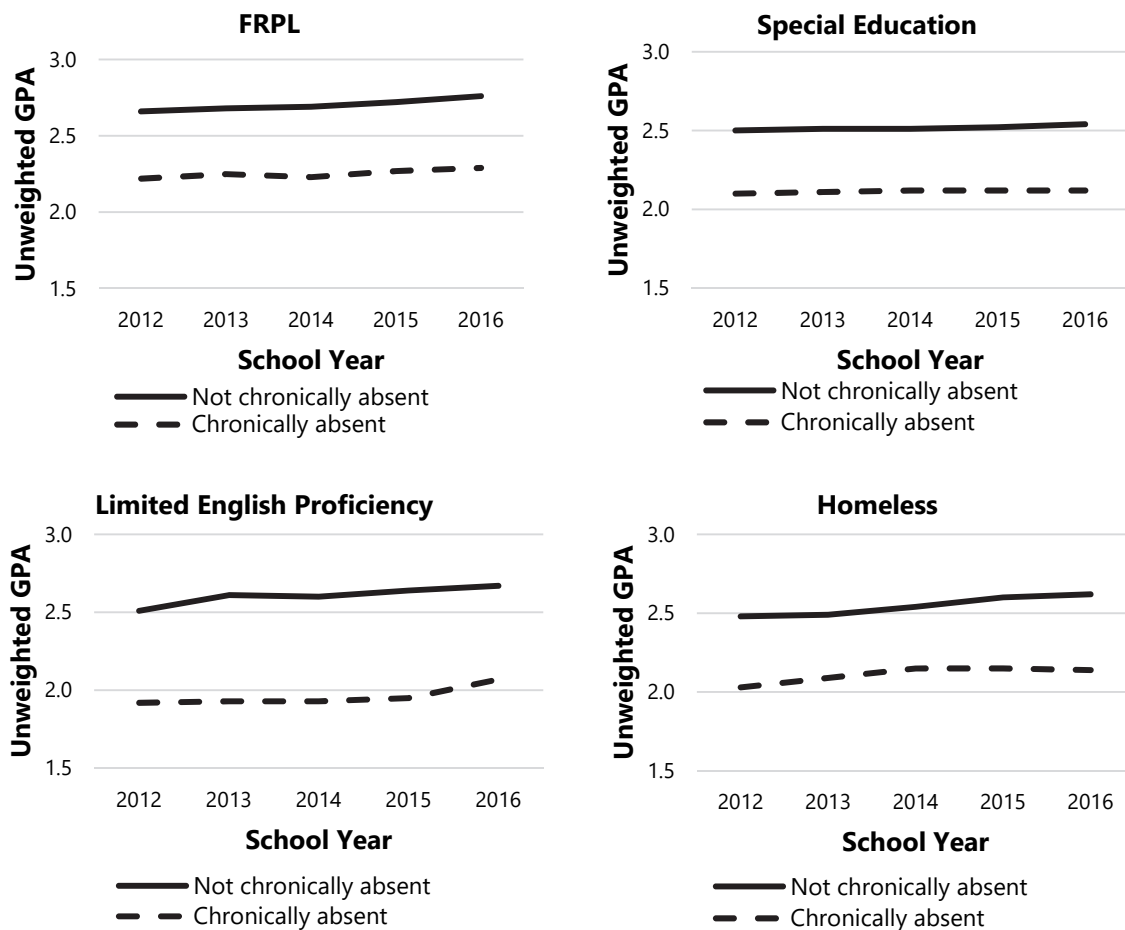 FRPL
Unweighted GPA
3.0
2.5
2.0
1.5
2012 2013 2014 2015 2016
School Year
Not chronically absent
Chronically absent
Special Education
Unweighted GPA
3.0
2.5
2.0
1.5
2012 2013 2014 2015 2016
School Year
Not chronically absent
Chronically absent
Limited English Proficiency
Unweighted GPA
3.0
2.5
2.0
1.5
2012 2013 2014 2015 2016
School Year
Not chronically absent
Chronically absent
Homeless
Unweighted GPA
3.0
2.5
2.0
1.5
2012 2013 2014 2015 2016
School Year
Not chronically absent
Chronically absent